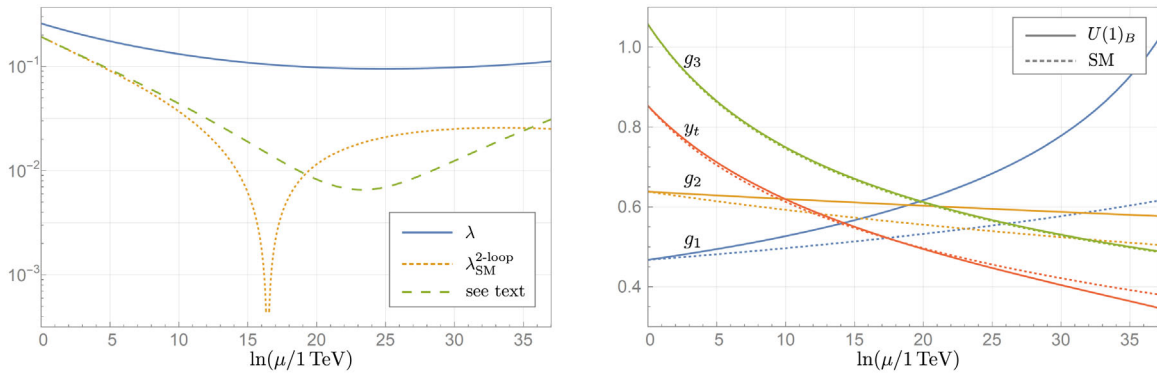 10⁻¹
10⁻²
10⁻³
λ
λ_SM^2-loop
see text
0 5 10 15 20 25 30 35
ln(μ/1 TeV)
1.0
0.8
0.6
0.4
g₃
y_t
g₂
g₁
U(1)_B
SM
0 5 10 15 20 25 30 35
ln(μ/1 TeV)